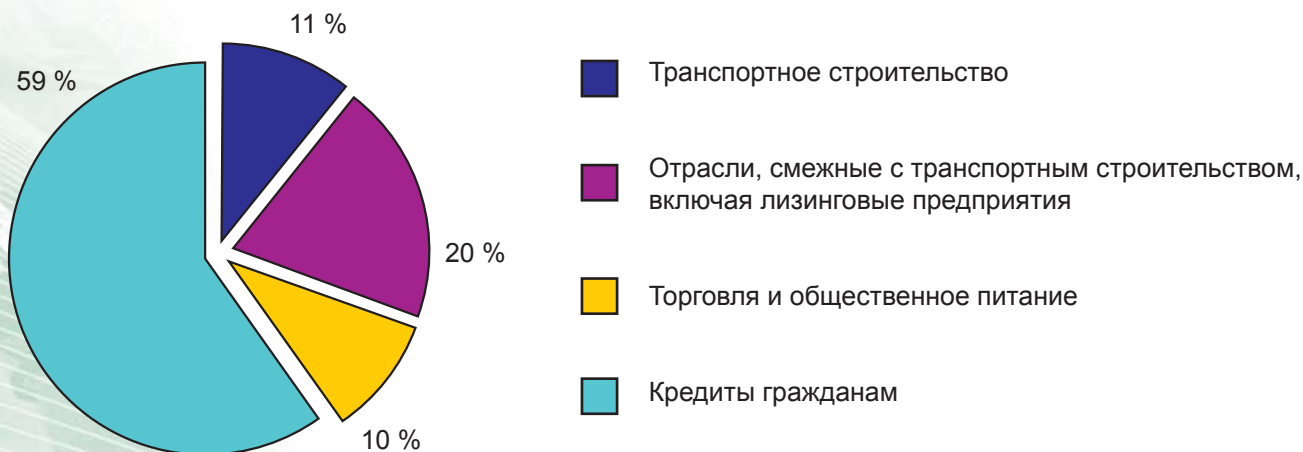 11 %
59 %
20 %
10 %
Транспортное строительство
Отрасли, смежные с транспортным строительством,
включая лизинговые предприятия
Торговля и общественное питание
Кредиты гражданам